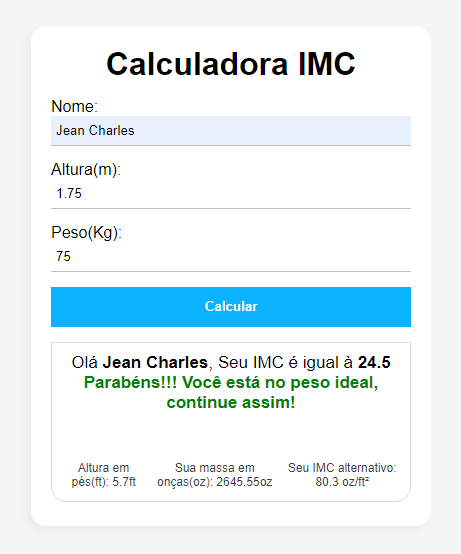 Calculadora IMC
Nome:
Jean Charles
Altura(m):
1.75
Peso(Kg):
75
Calcular
Olá Jean Charles, Seu IMC é igual à 24.5
Parabéns!!! Você está no peso ideal,
continue assim!
Altura em
pés(ft): 5.7ft
Sua massa em
onças(oz): 2645.55oz
Seu IMC alternativo:
80.3 oz/ft²